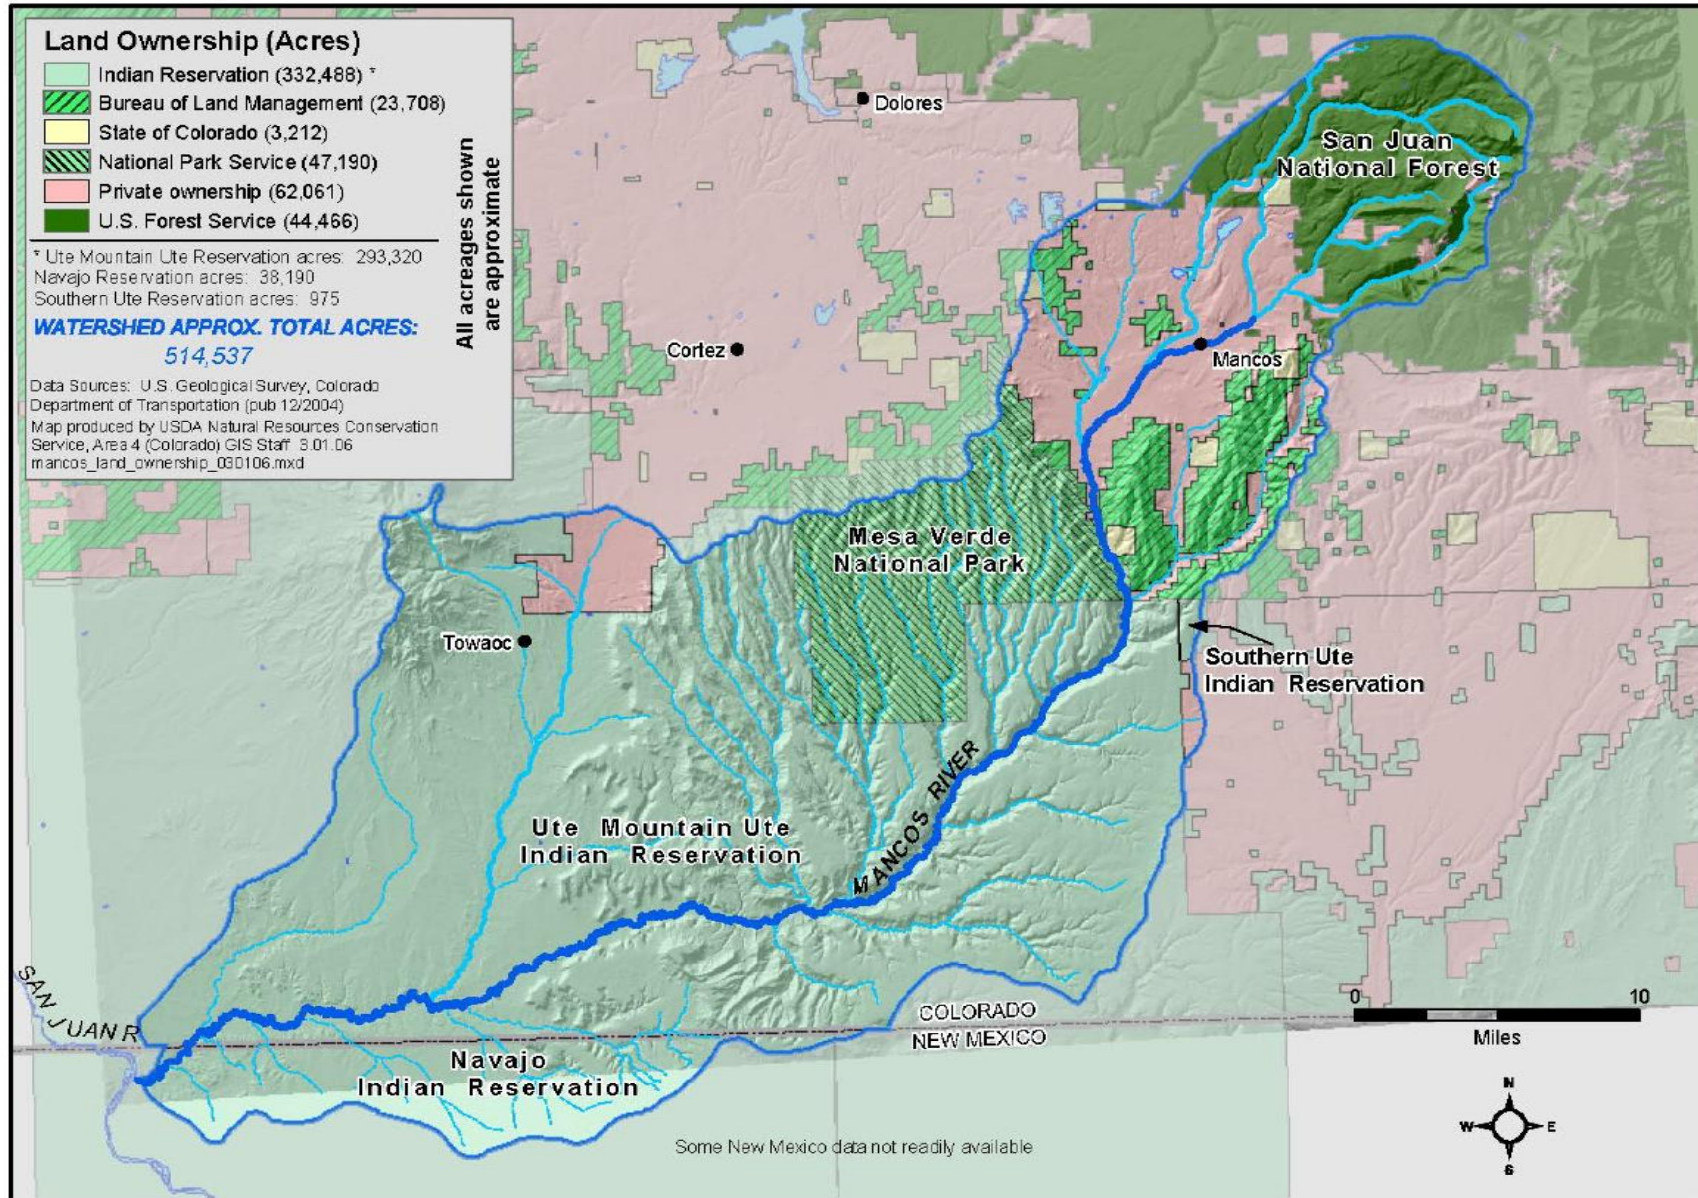 Land Ownership (Acres)
Indian Reservation (332,488) *
Bureau of Land Management (23,708)
State of Colorado (3,212)
National Park Service (47,190)
Private ownership (62,061)
U.S. Forest Service (44,466)
* Ute Mountain Ute Reservation acres: 293,320
Navajo Reservation acres: 38,190
Southern Ute Reservation acres: 975
WATERSHED APPROX. TOTAL ACRES:
514,537
Data Sources: U.S. Geological Survey, Colorado
Department of Transportation (pub 12/2004)
Map produced by USDA Natural Resources Conservation
Service, Area 4 (Colorado) GIS Staff 3.01.06
mancos_land_ownership_030106.mxd
All acreages shown
are approximate
Dolores
San Juan
National Forest
Cortez
Mancos
Mesa Verde
National Park
Towaoc
Southern Ute
Indian Reservation
Ute Mountain Ute
Indian Reservation
MANCOS RIVER
SAN JUAN R
COLORADO
NEW MEXICO
Navajo
Indian Reservation
0 10
Miles
Some New Mexico data not readily available
N
W E
S